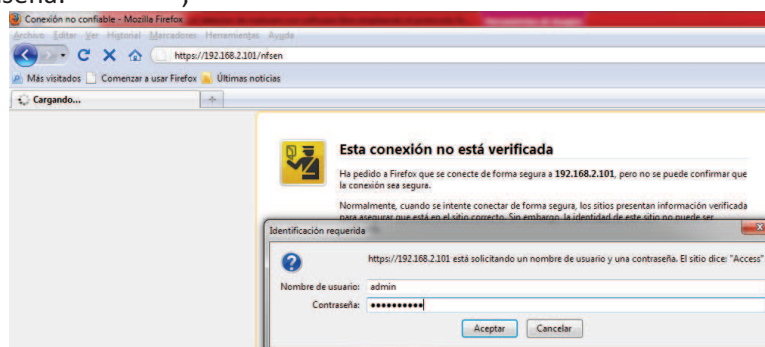 Conexión no confiable - Mozilla Firefox
Archivo Editar Ver Historial Marcadores Herramientas Ayuda
https://192.168.2.101/nfsen
Más visitados Comenzar a usar Firefox Últimas noticias
Cargando...
Esta conexión no está verificada
Ha pedido a Firefox que se conecte de forma segura a 192.168.2.101, pero no se puede confirmar que
la conexión sea segura.
Normalmente, cuando se intente conectar de forma segura, los sitios presentan información verificada
para asegurar que está en el sitio correcto. Sin embargo, la identidad de este sitio no puede ser
Identificación requerida
https://192.168.2.101 está solicitando un nombre de usuario y una contraseña. El sitio dice: "Access"
Nombre de usuario: admin
Contraseña: ••••••••••
Aceptar Cancelar